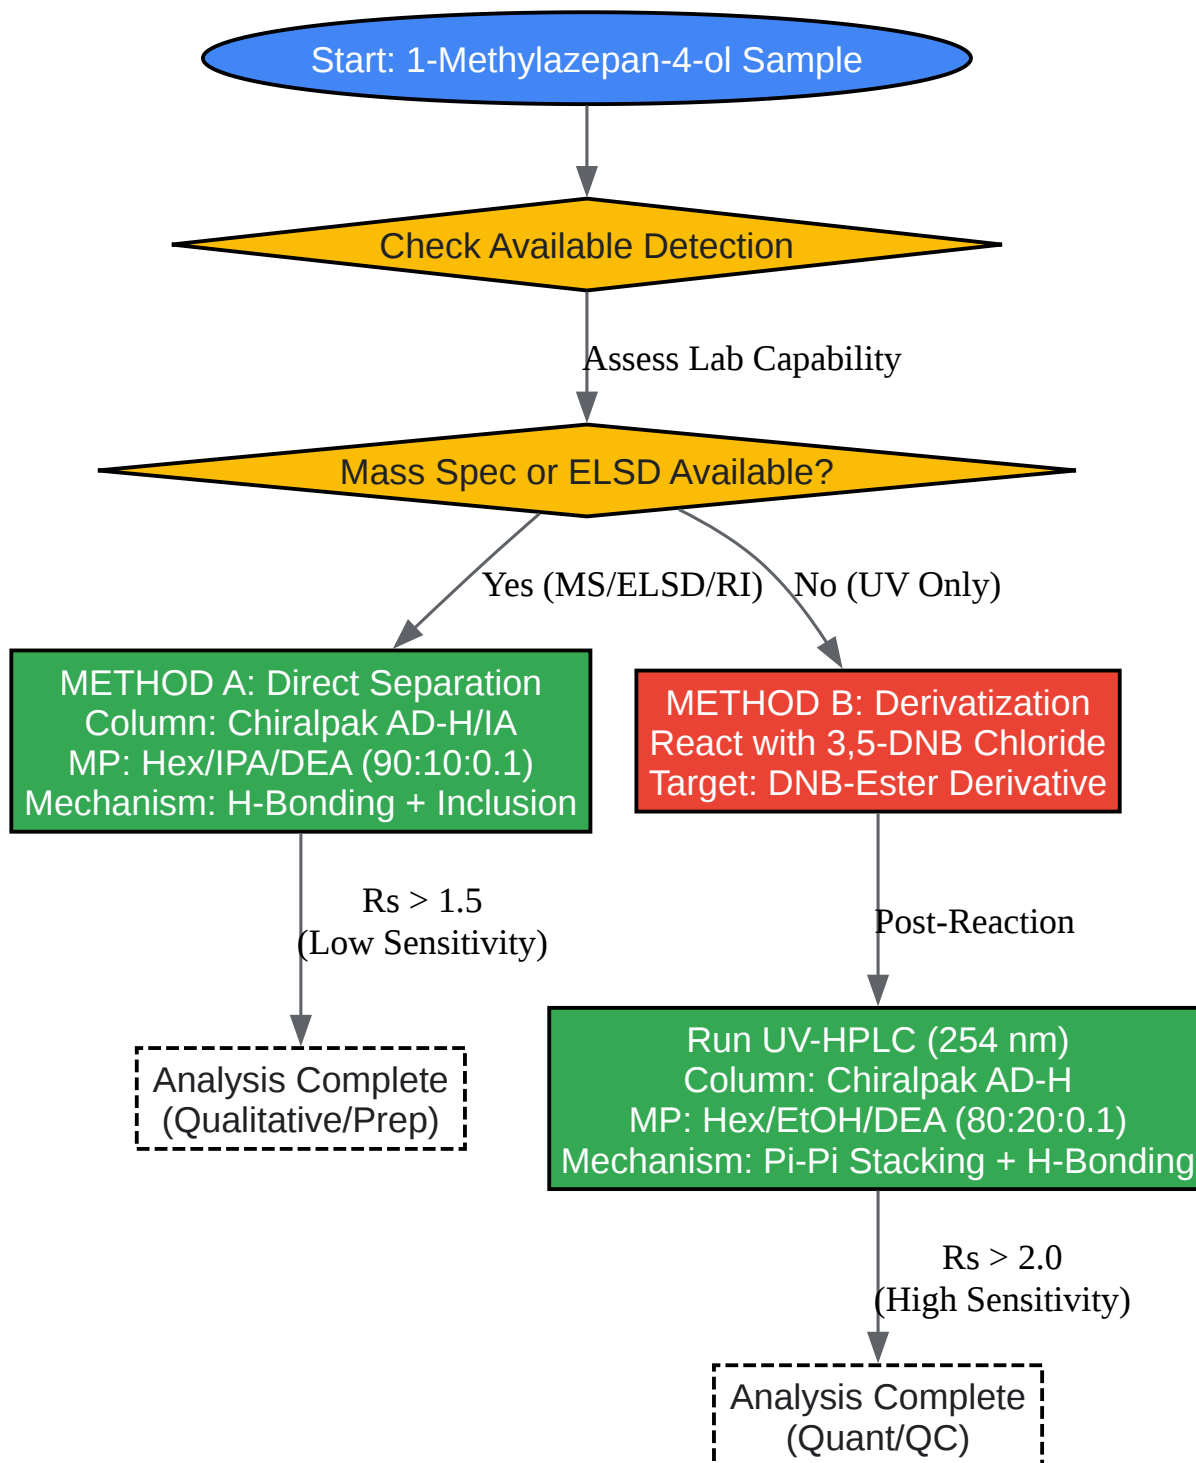 Start: 1-Methylazepan-4-ol Sample
Check Available Detection
Assess Lab Capability
Mass Spec or ELSD Available?
Yes (MS/ELSD/RI)
No (UV Only)
METHOD A: Direct Separation
Column: Chiralpak AD-H/IA
MP: Hex/IPA/DEA (90:10:0.1)
Mechanism: H-Bonding + Inclusion
METHOD B: Derivatization
React with 3,5-DNB Chloride
Target: DNB-Ester Derivative
Rs > 1.5
(Low Sensitivity)
Post-Reaction
Analysis Complete
(Qualitative/Prep)
Run UV-HPLC (254 nm)
Column: Chiralpak AD-H
MP: Hex/EtOH/DEA (80:20:0.1)
Mechanism: Pi-Pi Stacking + H-Bonding
Rs > 2.0
(High Sensitivity)
Analysis Complete
(Quant/QC)